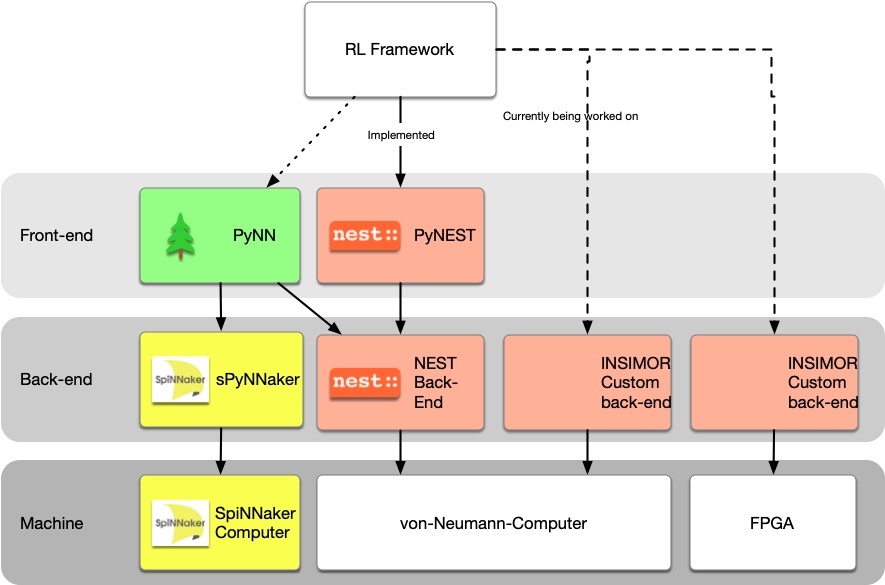 RL Framework
Currently being worked on
Implemented
Front-end
PyNN
nest::
PyNEST
Back-end
SpiNNaker
sPyNNaker
nest::
NEST
Back-
End
INSIMOR
Custom
back-end
INSIMOR
Custom
back-end
Machine
SpiNNaker
SpiNNaker
Computer
von-Neumann-Computer
FPGA